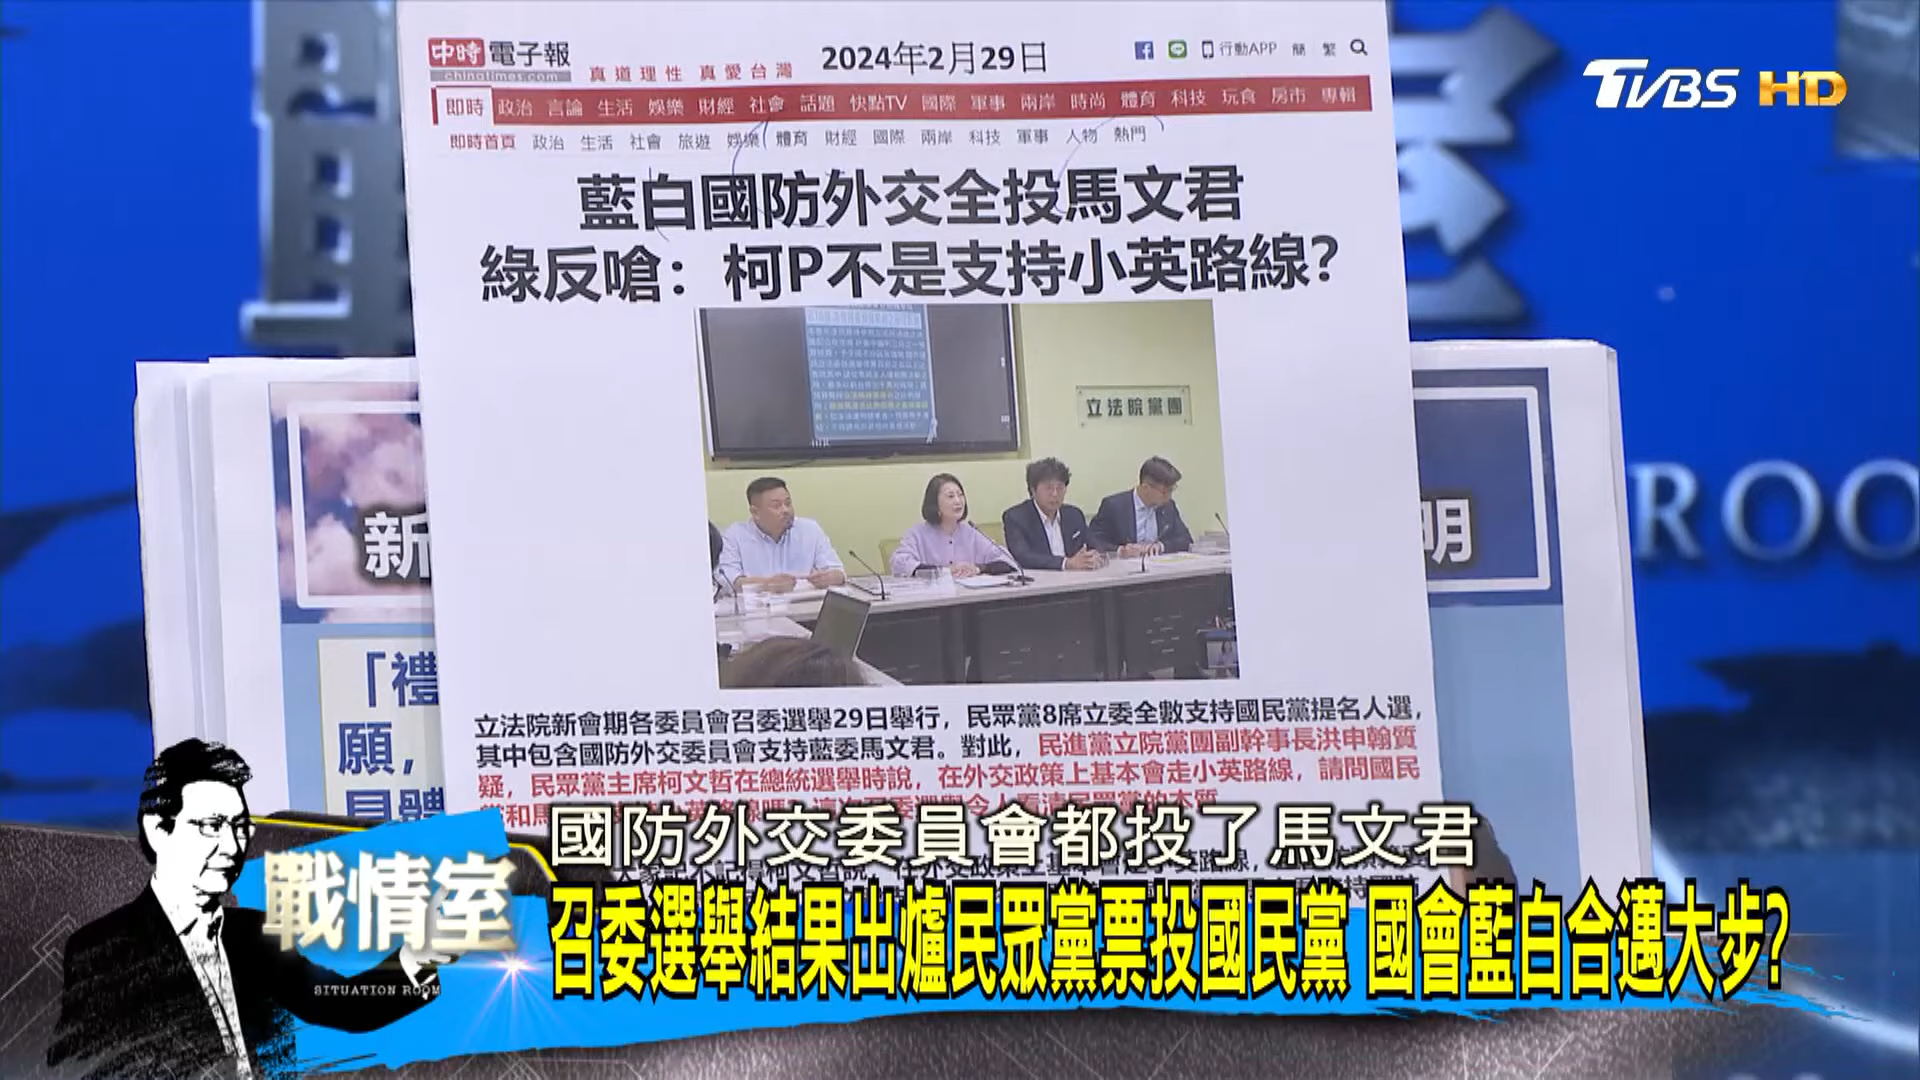 中時電子報
chinatimes.com
真道理性 真愛台灣
2024年2月29日
行動APP 簡 繁
TVBS HD
即時 政治 言論 生活 娛樂 財經 社會 話題 快點TV 國際 軍事 兩岸 時尚 體育 科技 玩食 房市 專輯
即時首頁 政治 生活 社會 旅遊 娛樂 體育 財經 國際 兩岸 科技 軍事 人物 熱門
藍白國防外交全投馬文君
綠反嗆：柯P不是支持小英路線？
立法院黨團
新
明
ROO
「禮
願，
立法院新會期各委員會召委選舉29日舉行，民眾黨8席立委全數支持國民黨提名人選，
其中包含國防外交委員會支持藍委馬文君。對此，民進黨立院黨團副幹事長洪申翰質
疑，民眾黨主席柯文哲在總統選舉時說，在外交政策上基本會走小英路線，請問國民
國防外交委員會都投了馬文君
戰情室
SITUATION ROOM
召委選舉結果出爐民眾黨票投國民黨 國會藍白合邁大步?